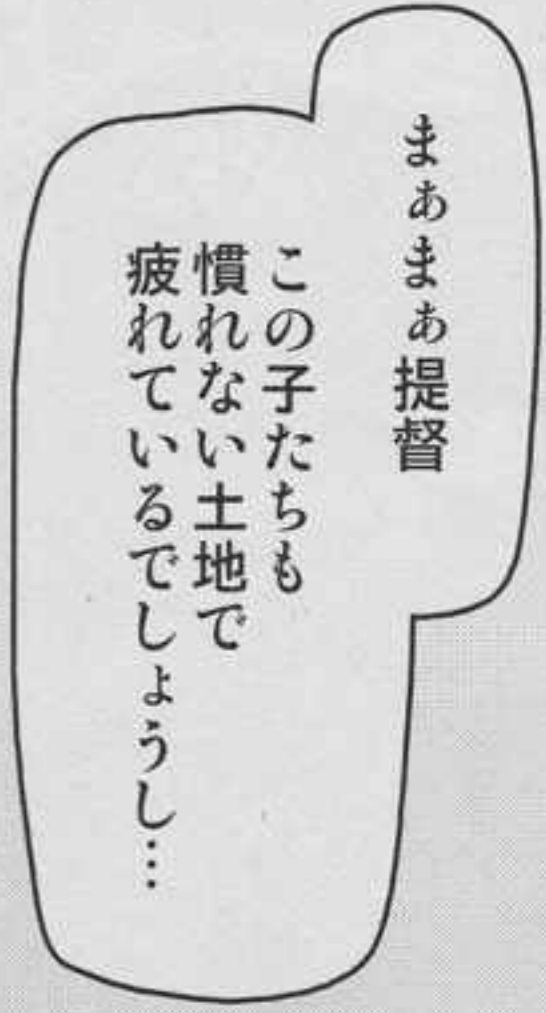 まぁまぁ提督
この子たちも
慣れない土地で
疲れているでしょうし…